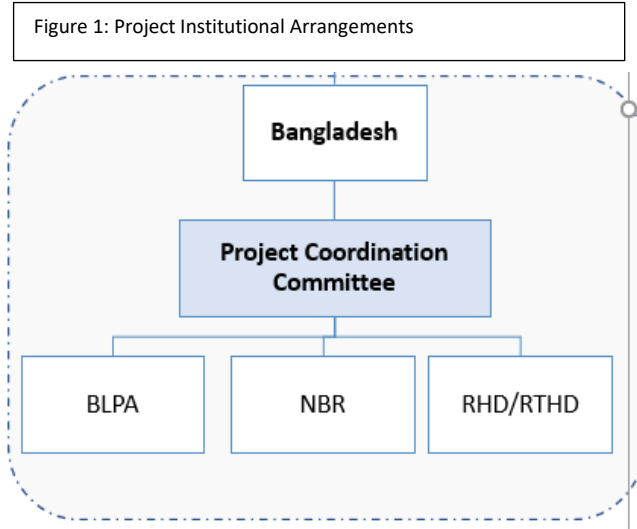 Figure 1: Project Institutional Arrangements
Bangladesh
Project Coordination
Committee
BLPA
NBR
RHD/RTHD